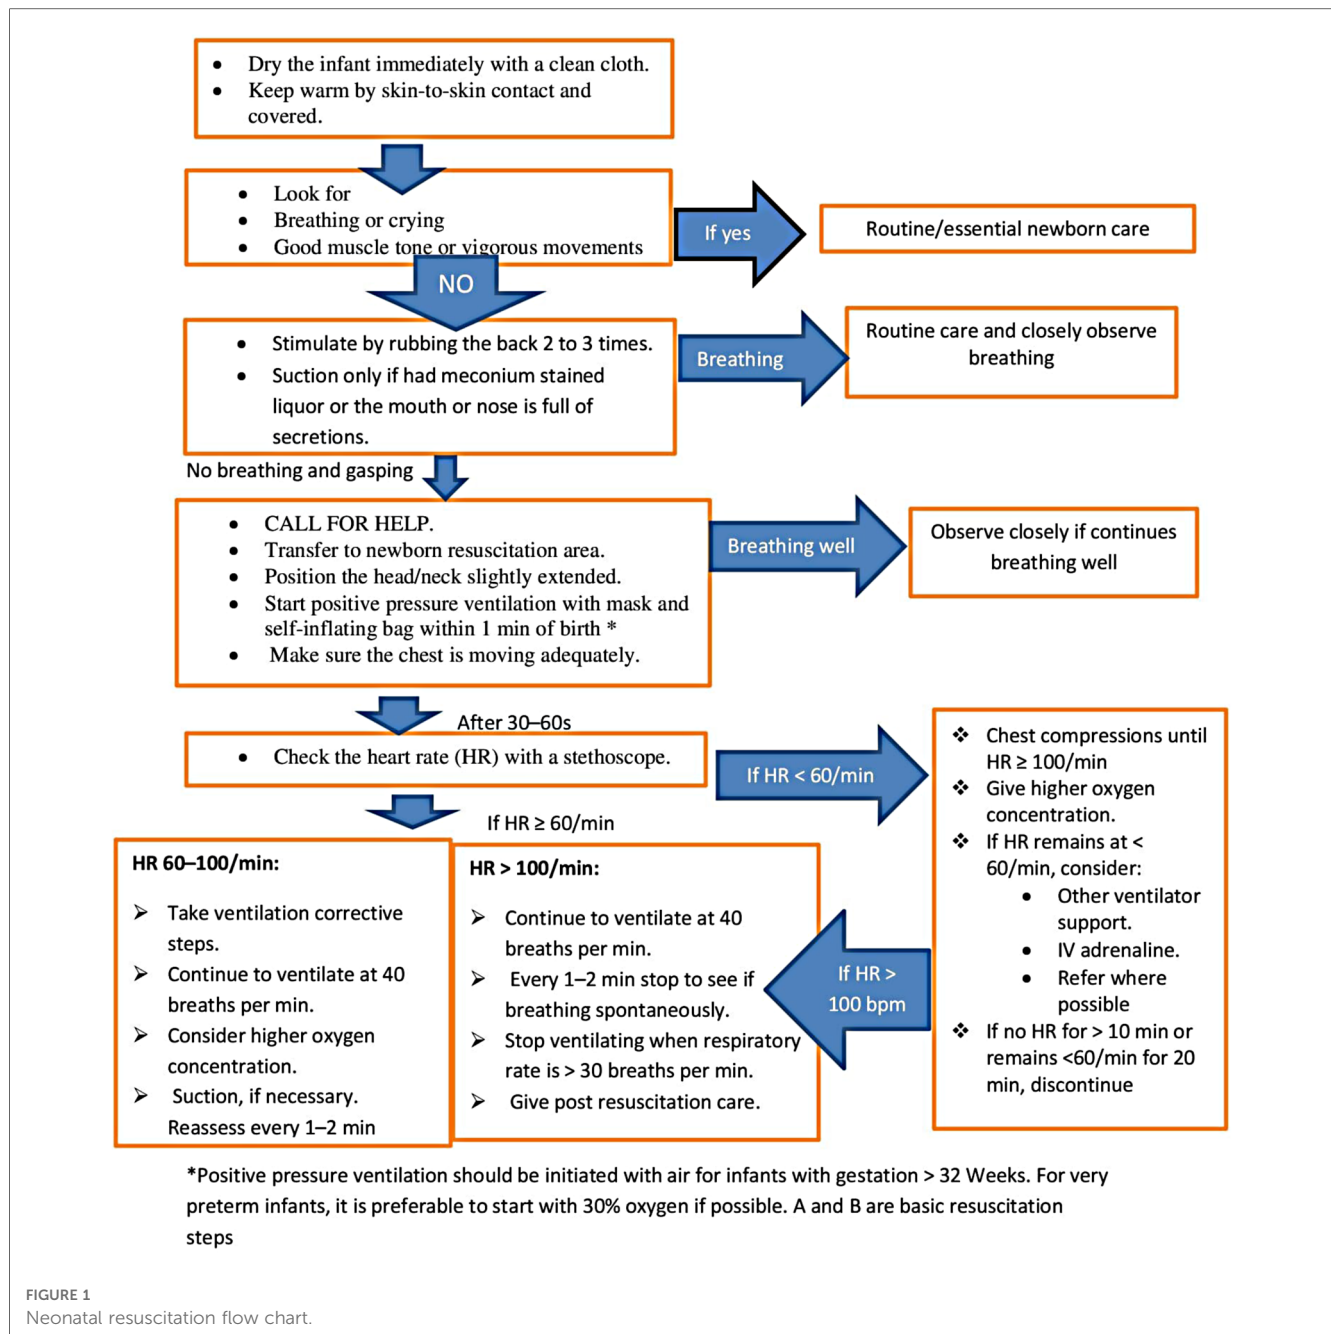 • Dry the infant immediately with a clean cloth.
• Keep warm by skin-to-skin contact and
covered.
• Look for
• Breathing or crying
• Good muscle tone or vigorous movements
If yes
Routine/essential newborn care
NO
• Stimulate by rubbing the back 2 to 3 times.
• Suction only if had meconium stained
liquor or the mouth or nose is full of
secretions.
Breathing
Routine care and closely observe
breathing
No breathing and gasping
• CALL FOR HELP.
• Transfer to newborn resuscitation area.
• Position the head/neck slightly extended.
• Start positive pressure ventilation with mask and
self-inflating bag within 1 min of birth *
• Make sure the chest is moving adequately.
Breathing well
Observe closely if continues
breathing well
After 30–60s
• Check the heart rate (HR) with a stethoscope.
If HR < 60/min
❖ Chest compressions until
HR ≥ 100/min
❖ Give higher oxygen
concentration.
❖ If HR remains at <
60/min, consider:
• Other ventilator
support.
• IV adrenaline.
• Refer where
possible
❖ If no HR for > 10 min or
remains <60/min for 20
min, discontinue
If HR ≥ 60/min
HR 60–100/min:
➢ Take ventilation corrective
steps.
➢ Continue to ventilate at 40
breaths per min.
➢ Consider higher oxygen
concentration.
➢ Suction, if necessary.
Reassess every 1–2 min
HR > 100/min:
➢ Continue to ventilate at 40
breaths per min.
➢ Every 1–2 min stop to see if
breathing spontaneously.
➢ Stop ventilating when respiratory
rate is > 30 breaths per min.
➢ Give post resuscitation care.
If HR >
100 bpm
*Positive pressure ventilation should be initiated with air for infants with gestation > 32 Weeks. For very
preterm infants, it is preferable to start with 30% oxygen if possible. A and B are basic resuscitation
steps
FIGURE 1
Neonatal resuscitation flow chart.